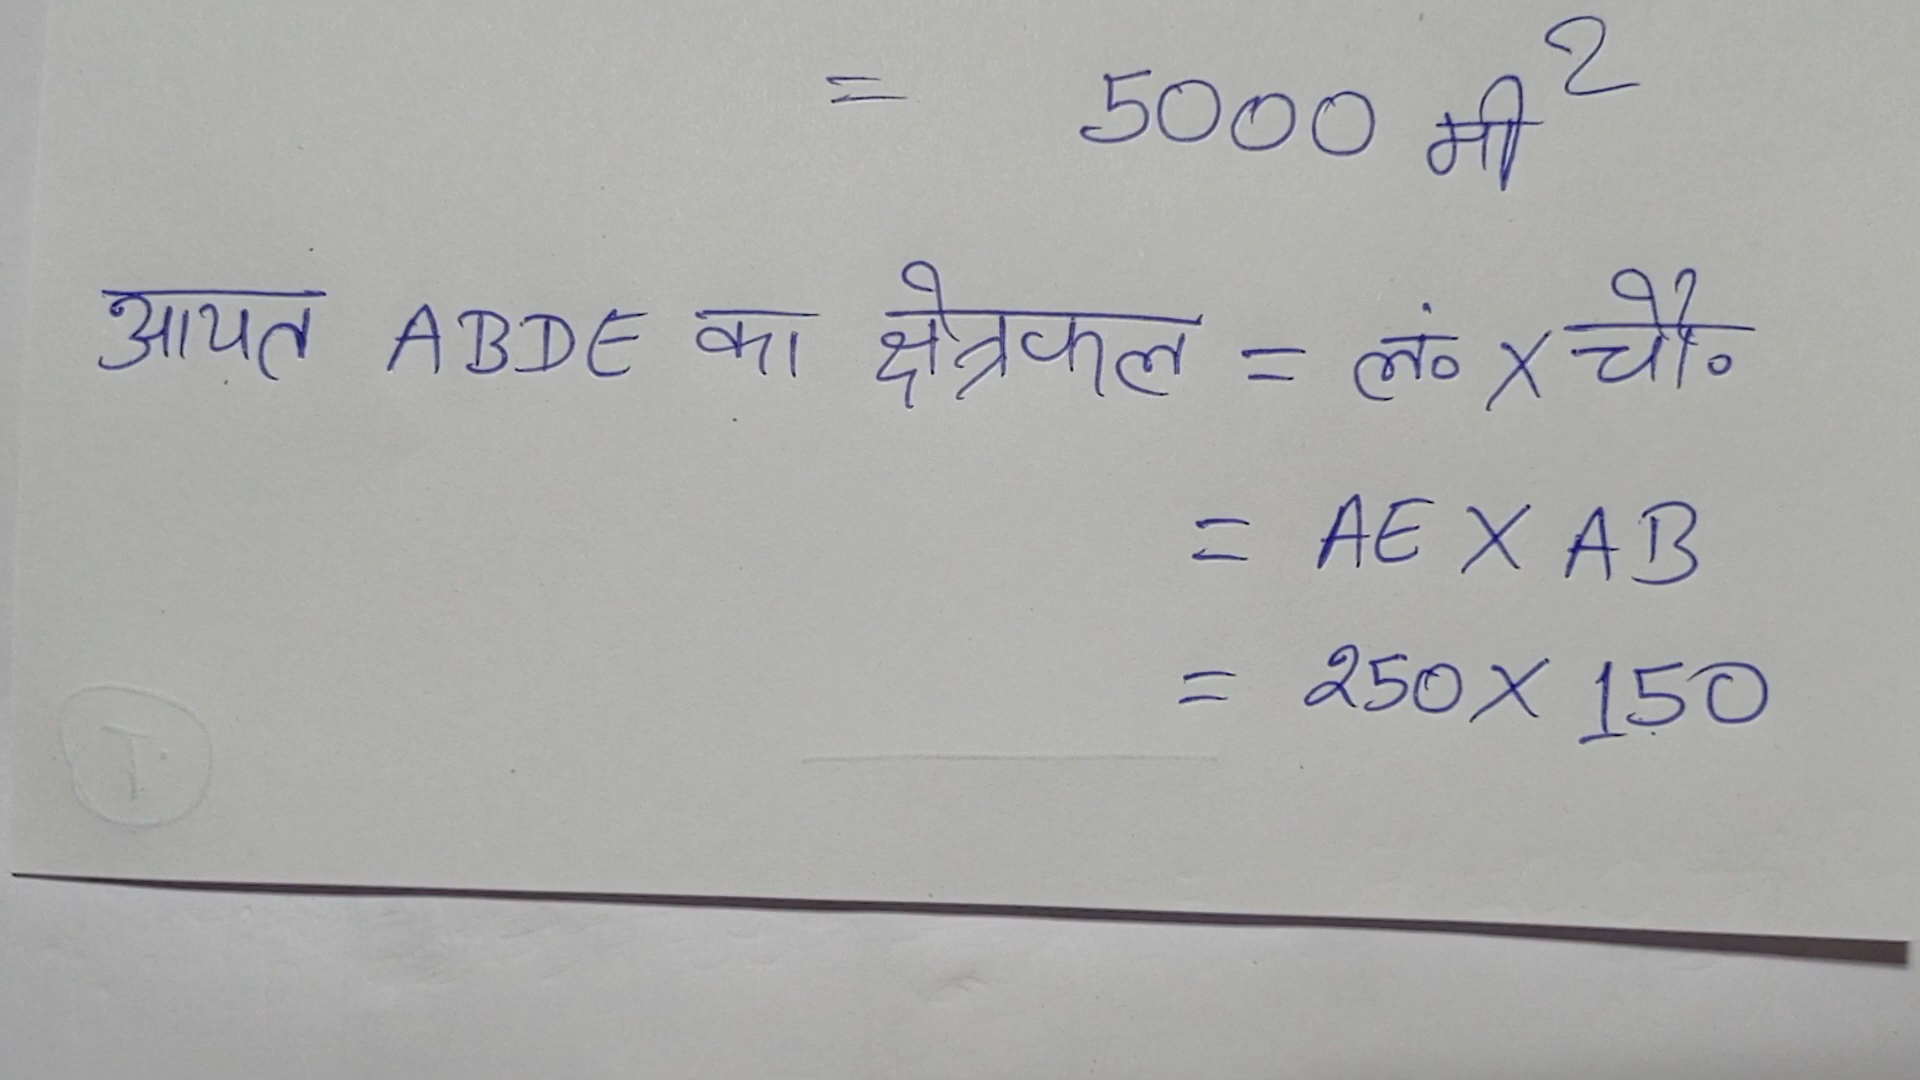 = 5000 मी²
आयत ABDE का क्षेत्रफल = लं० × चौ०
= AE × AB
= 250 × 150